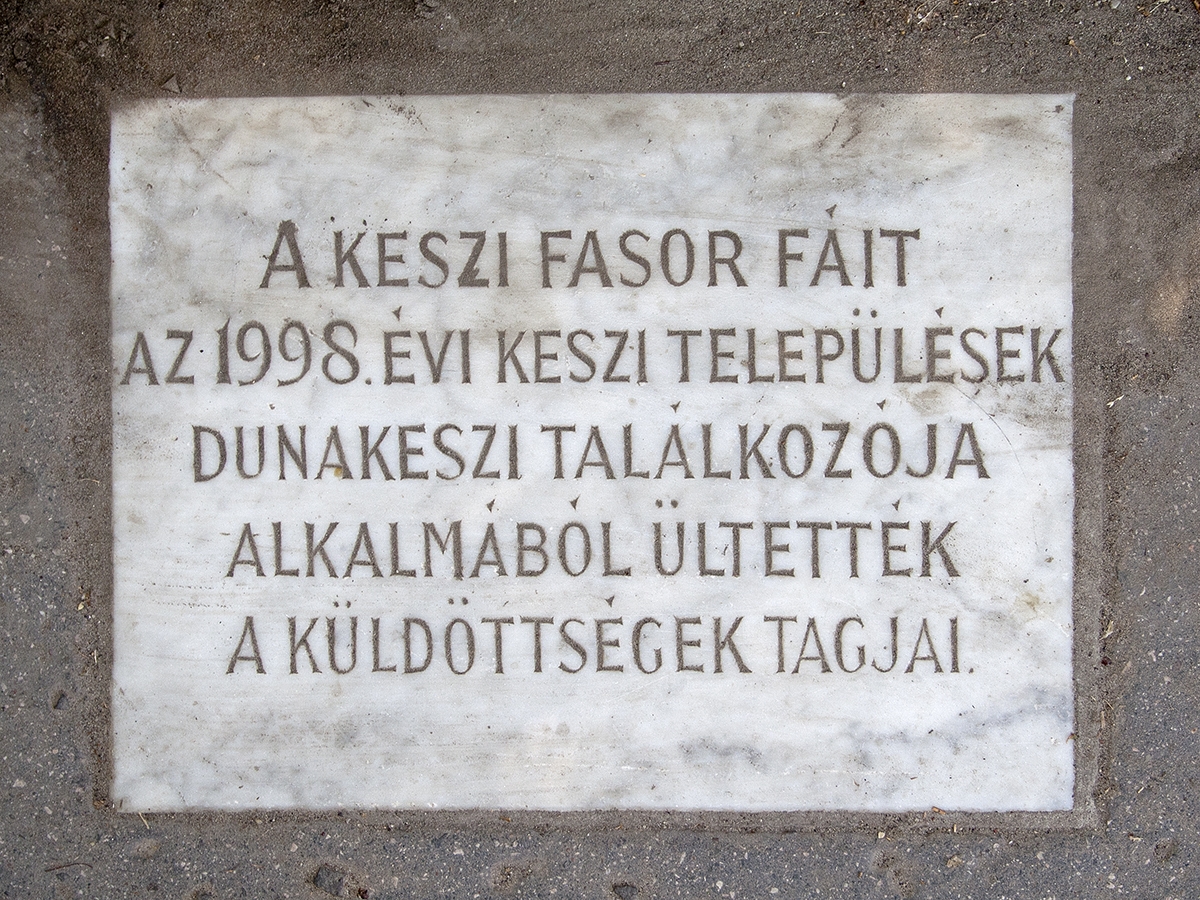 A KESZI FASOR FÁIT
AZ 1998. ÉVI KESZI TELEPÜLÉSEK
DUNAKESZI TALÁLKOZÓJA
ALKALMÁBÓL ÜLTETTÉK
A KÜLDÖTTSÉGEK TAGJAI.